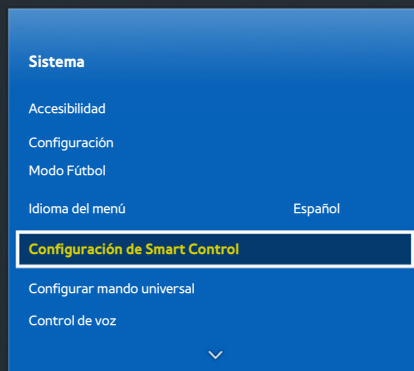 Sistema
Accesibilidad
Configuración
Modo Fútbol
Idioma del menú Español
Configuración de Smart Control
Configurar mando universal
Control de voz